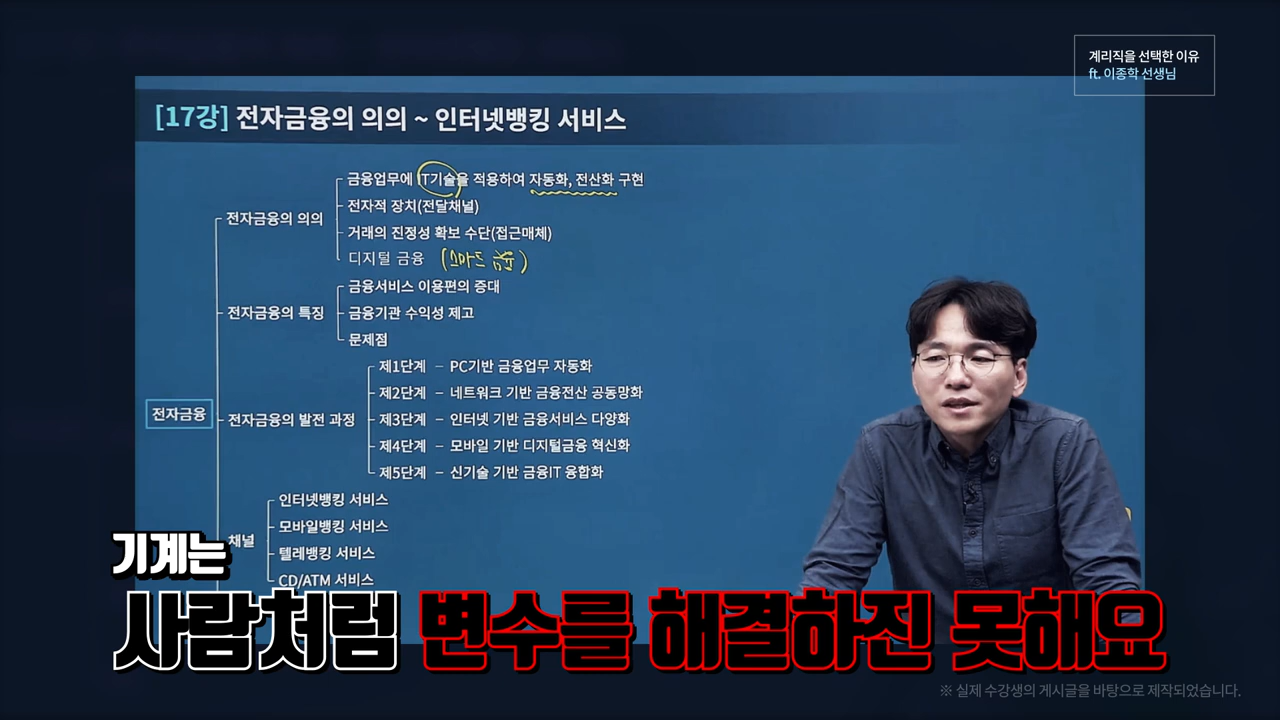 계리직을 선택한 이유
ft. 이종학 선생님
[17강] 전자금융의 의의 ~ 인터넷뱅킹 서비스
전자금융
전자금융의 의의
금융업무에 IT기술을 적용하여 자동화, 전산화 구현
전자적 장치(전달채널)
거래의 진정성 확보 수단(접근매체)
디지털 금융 (스마트 금융)
전자금융의 특징
금융서비스 이용편의 증대
금융기관 수익성 제고
문제점
전자금융의 발전 과정
제1단계 – PC기반 금융업무 자동화
제2단계 – 네트워크 기반 금융전산 공동망화
제3단계 – 인터넷 기반 금융서비스 다양화
제4단계 – 모바일 기반 디지털금융 혁신화
제5단계 – 신기술 기반 금융IT 융합화
채널
인터넷뱅킹 서비스
모바일뱅킹 서비스
텔레뱅킹 서비스
CD/ATM 서비스
기계는
사람처럼 변수를 해결하진 못해요
※ 실제 수강생의 게시글을 바탕으로 제작되었습니다.